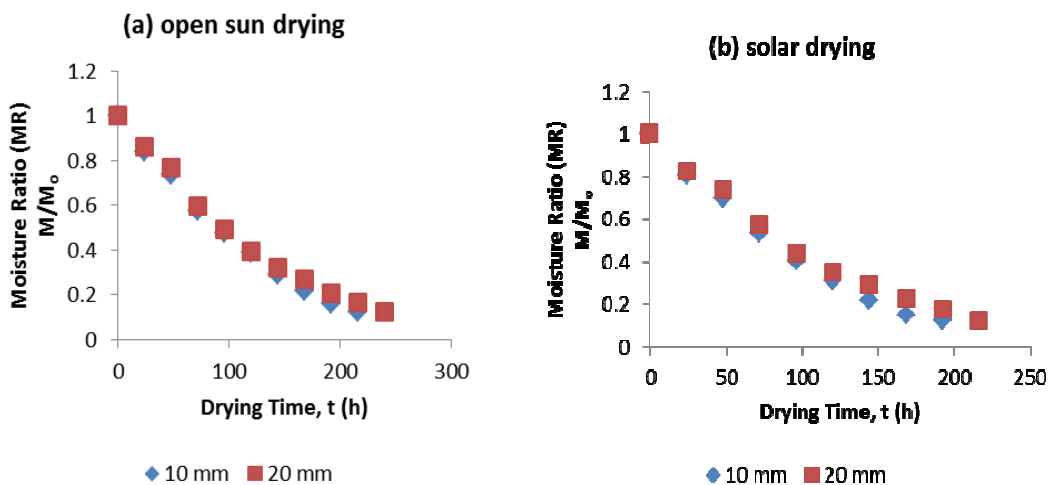 (a) open sun drying
1.2
1
0.8
0.6
0.4
0.2
0
Moisture Ratio (MR)
M/Mₒ
0 100 200 300
Drying Time, t (h)
10 mm 20 mm
(b) solar drying
1.2
1
0.8
0.6
0.4
0.2
0
Moisture Ratio (MR)
M/Mₒ
0 50 100 150 200 250
Drying Time, t (h)
10 mm 20 mm